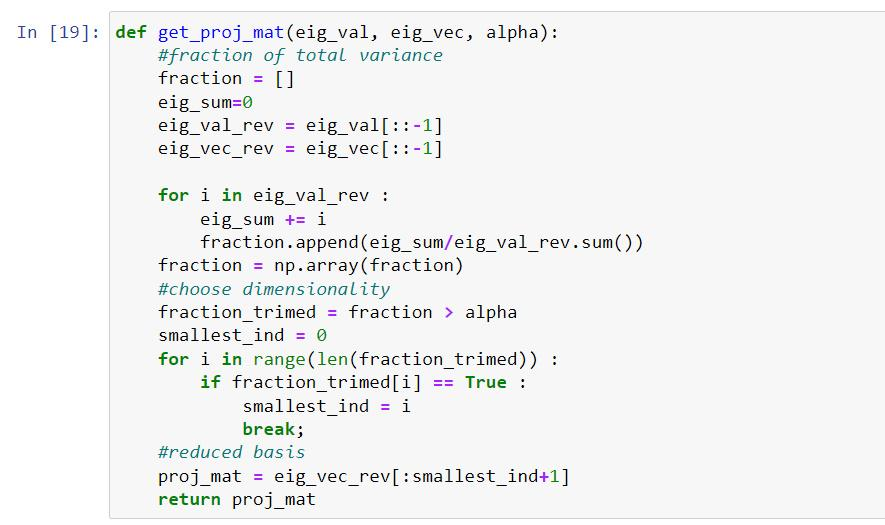 In [19]: def get_proj_mat(eig_val, eig_vec, alpha):
    #fraction of total variance
    fraction = []
    eig_sum=0
    eig_val_rev = eig_val[::-1]
    eig_vec_rev = eig_vec[::-1]

    for i in eig_val_rev :
        eig_sum += i
        fraction.append(eig_sum/eig_val_rev.sum())
    fraction = np.array(fraction)
    #choose dimensionality
    fraction_trimed = fraction > alpha
    smallest_ind = 0
    for i in range(len(fraction_trimed)) :
        if fraction_trimed[i] == True :
            smallest_ind = i
            break;
    #reduced basis
    proj_mat = eig_vec_rev[:smallest_ind+1]
    return proj_mat